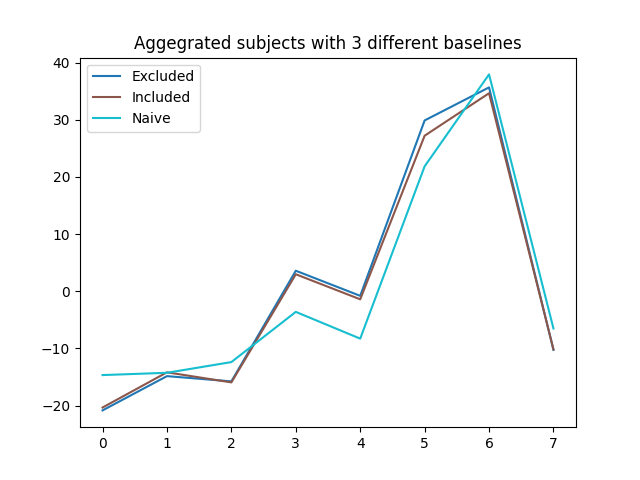 Aggegrated subjects with 3 different baselines
40
30
20
10
0
−10
−20
Excluded
Included
Naive
0 1 2 3 4 5 6 7